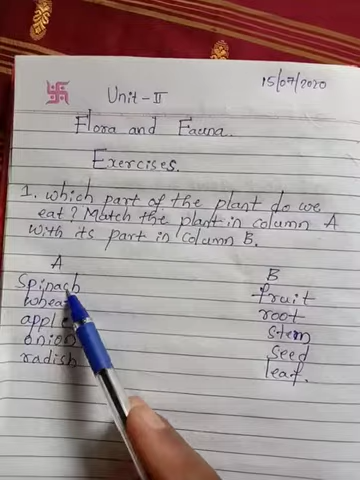 15/07/2020
Unit-II
Flora and Fauna.
Exercises.
1. which part of the plant do we
eat? Match the plant in column A
with its part in column B.
A B
Spinach fruit
wheat root
apple stem
onion seed
radish leaf.